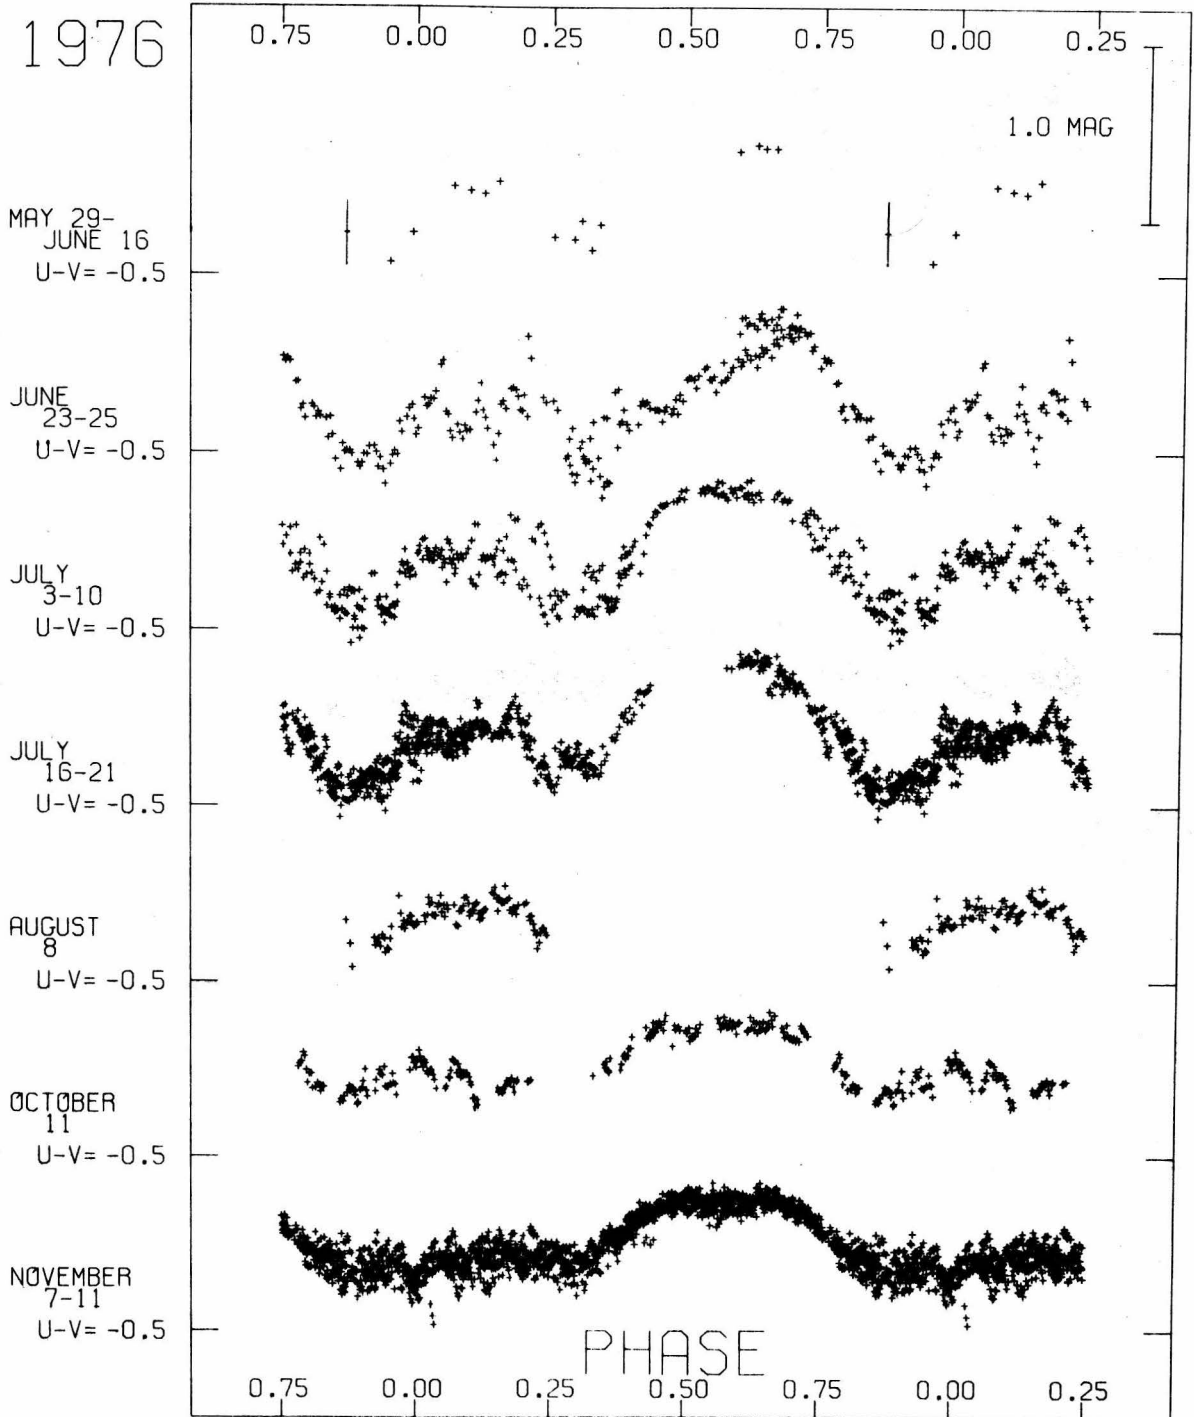 1976
0.75 0.00 0.25 0.50 0.75 0.00 0.25
1.0 MAG
MAY 29-
JUNE 16
U-V= -0.5
JUNE
23-25
U-V= -0.5
JULY
3-10
U-V= -0.5
JULY
16-21
U-V= -0.5
AUGUST
8
U-V= -0.5
OCTOBER
11
U-V= -0.5
NOVEMBER
7-11
U-V= -0.5
PHASE
0.75 0.00 0.25 0.50 0.75 0.00 0.25